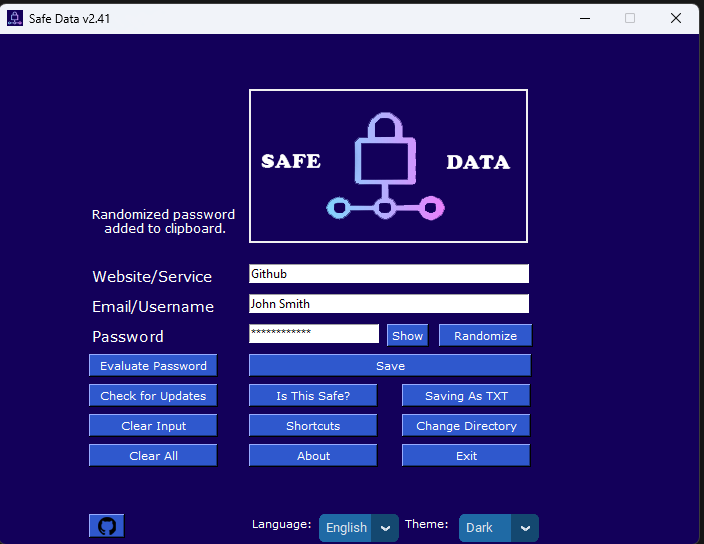 Safe Data v2.41
SAFE DATA
Randomized password
added to clipboard.
Website/Service Github
Email/Username John Smith
Password ************ Show Randomize
Evaluate Password Save
Check for Updates Is This Safe? Saving As TXT
Clear Input Shortcuts Change Directory
Clear All About Exit
Language: English Theme: Dark